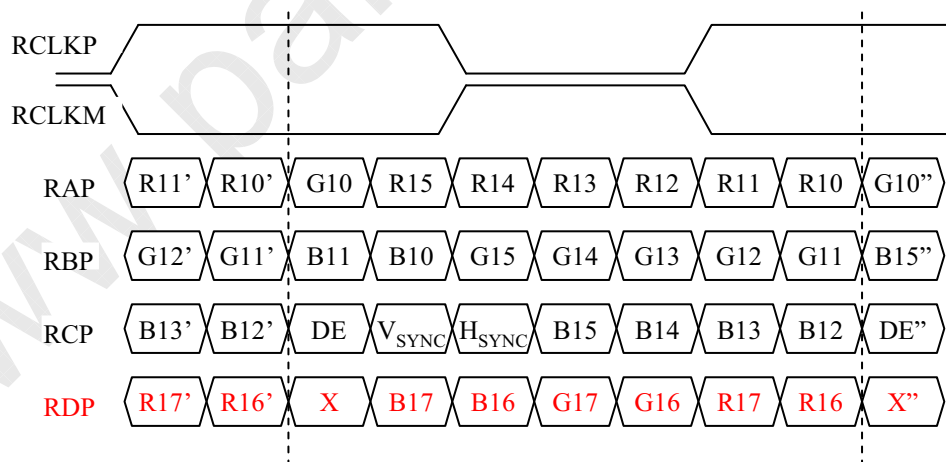 RCLKP
RCLKM
RAP R11’ R10’ G10 R15 R14 R13 R12 R11 R10 G10”
RBP G12’ G11’ B11 B10 G15 G14 G13 G12 G11 B15”
RCP B13’ B12’ DE VSYNC HSYNC B15 B14 B13 B12 DE”
RDP R17’ R16’ X B17 B16 G17 G16 R17 R16 X”